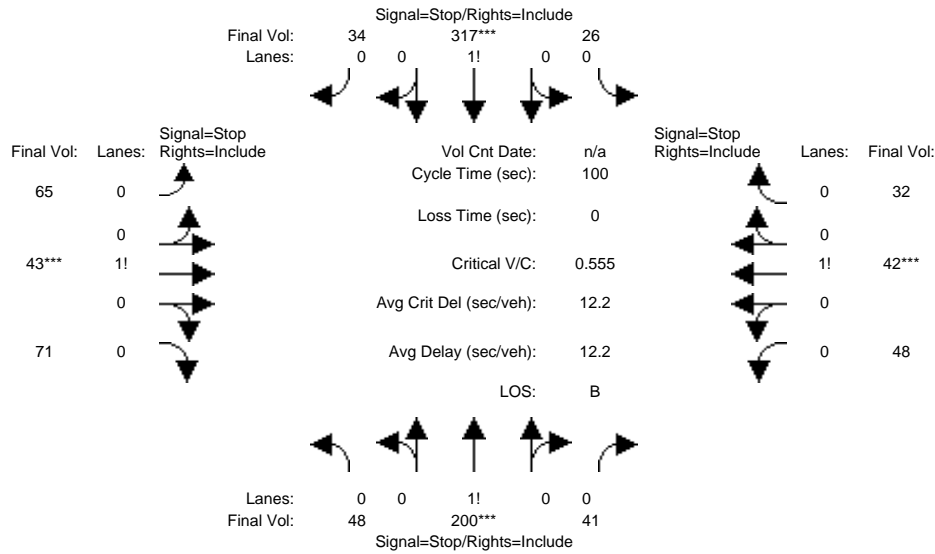 Signal=Stop/Rights=Include
Final Vol: 34 317*** 26
Lanes: 0 0 1! 0 0
Signal=Stop Signal=Stop
Final Vol: Lanes: Rights=Include Vol Cnt Date: n/a Rights=Include Lanes: Final Vol:
Cycle Time (sec): 100
65 0 0 32
Loss Time (sec): 0
0 0
43*** 1! Critical V/C: 0.555 1! 42***
0 Avg Crit Del (sec/veh): 12.2 0
71 0 Avg Delay (sec/veh): 12.2 0 48
LOS: B
Lanes: 0 0 1! 0 0
Final Vol: 48 200*** 41
Signal=Stop/Rights=Include